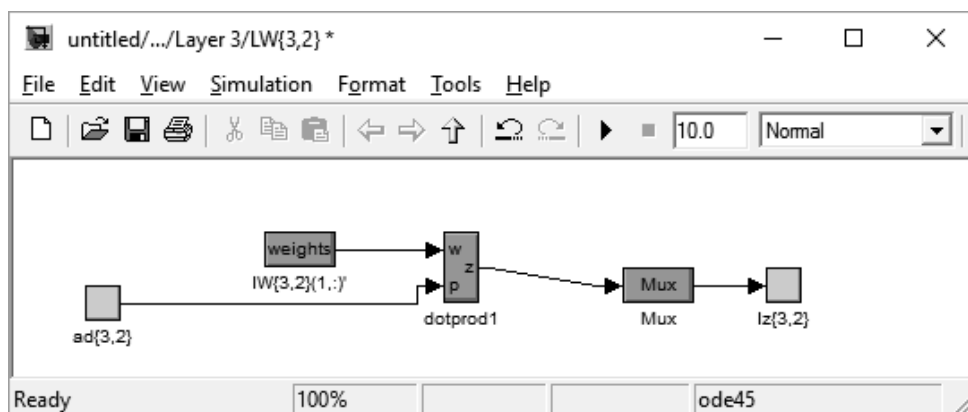 untitled/.../Layer 3/LW{3,2} *
File Edit View Simulation Format Tools Help
10.0 Normal
weights
w
z
p
IW{3,2}(1,:)'
dotprod1
ad{3,2}
Mux
Mux
lz{3,2}
Ready 100% ode45